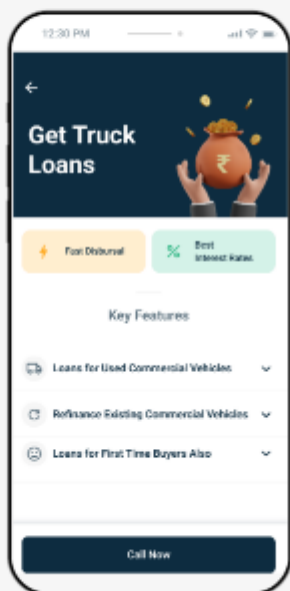 12:30 PM
Get Truck
Loans
₹
Fast Disbursal
Best
Interest Rates
Key Features
Loans for Used Commercial Vehicles
Refinance Existing Commercial Vehicles
Loans for First Time Buyers Also
Call Now